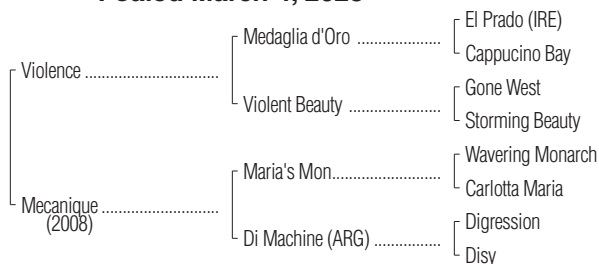 Foaled March 4, 2023
El Prado (IRE)
Medaglia d'Oro
Cappucino Bay
Violence
Gone West
Violent Beauty
Storming Beauty
Wavering Monarch
Maria's Mon
Carlotta Maria
Mecanique
(2008)
Digression
Di Machine (ARG)
Disy